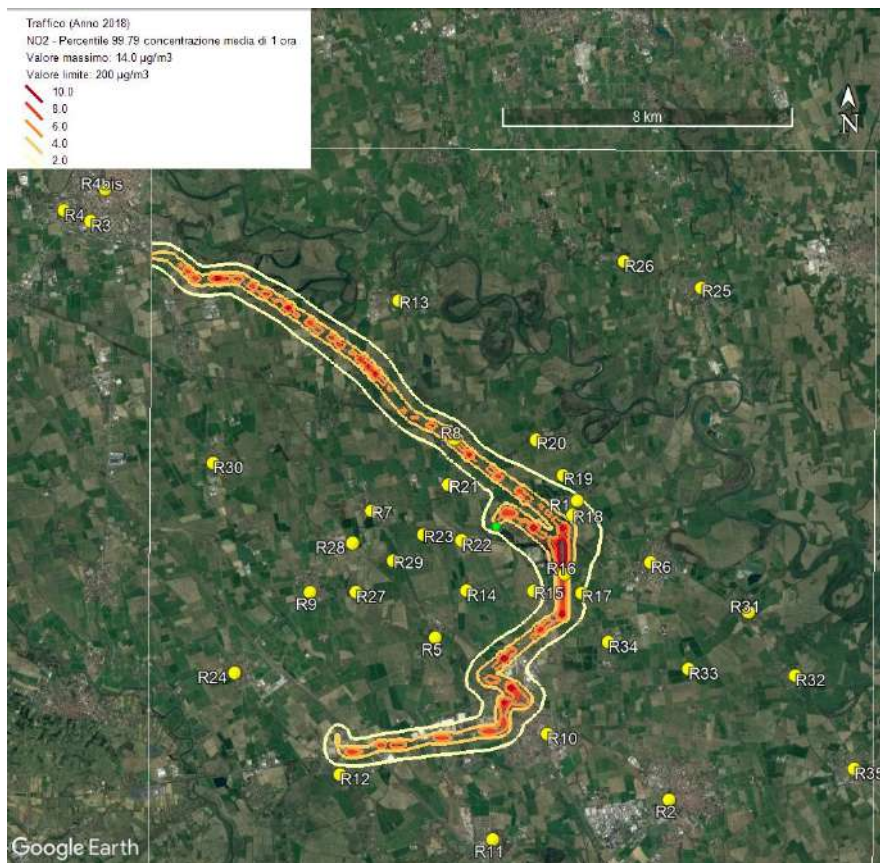 Traffico (Anno 2018)
NO2 - Percentile 99.79 concentrazione media di 1 ora
Valore massimo: 14.0 µg/m3
Valore limite: 200 µg/m3
10.0
8.0
6.0
4.0
2.0
8 km
N
R4bis
R4
R3
R26
R25
R13
R8
R20
R30
R19
R21
R1
R7
R18
R23
R22
R28
R29
R16
R6
R9
R27
R14
R15
R17
R31
R5
R34
R24
R33
R32
R10
R12
R35
R2
R11
Google Earth